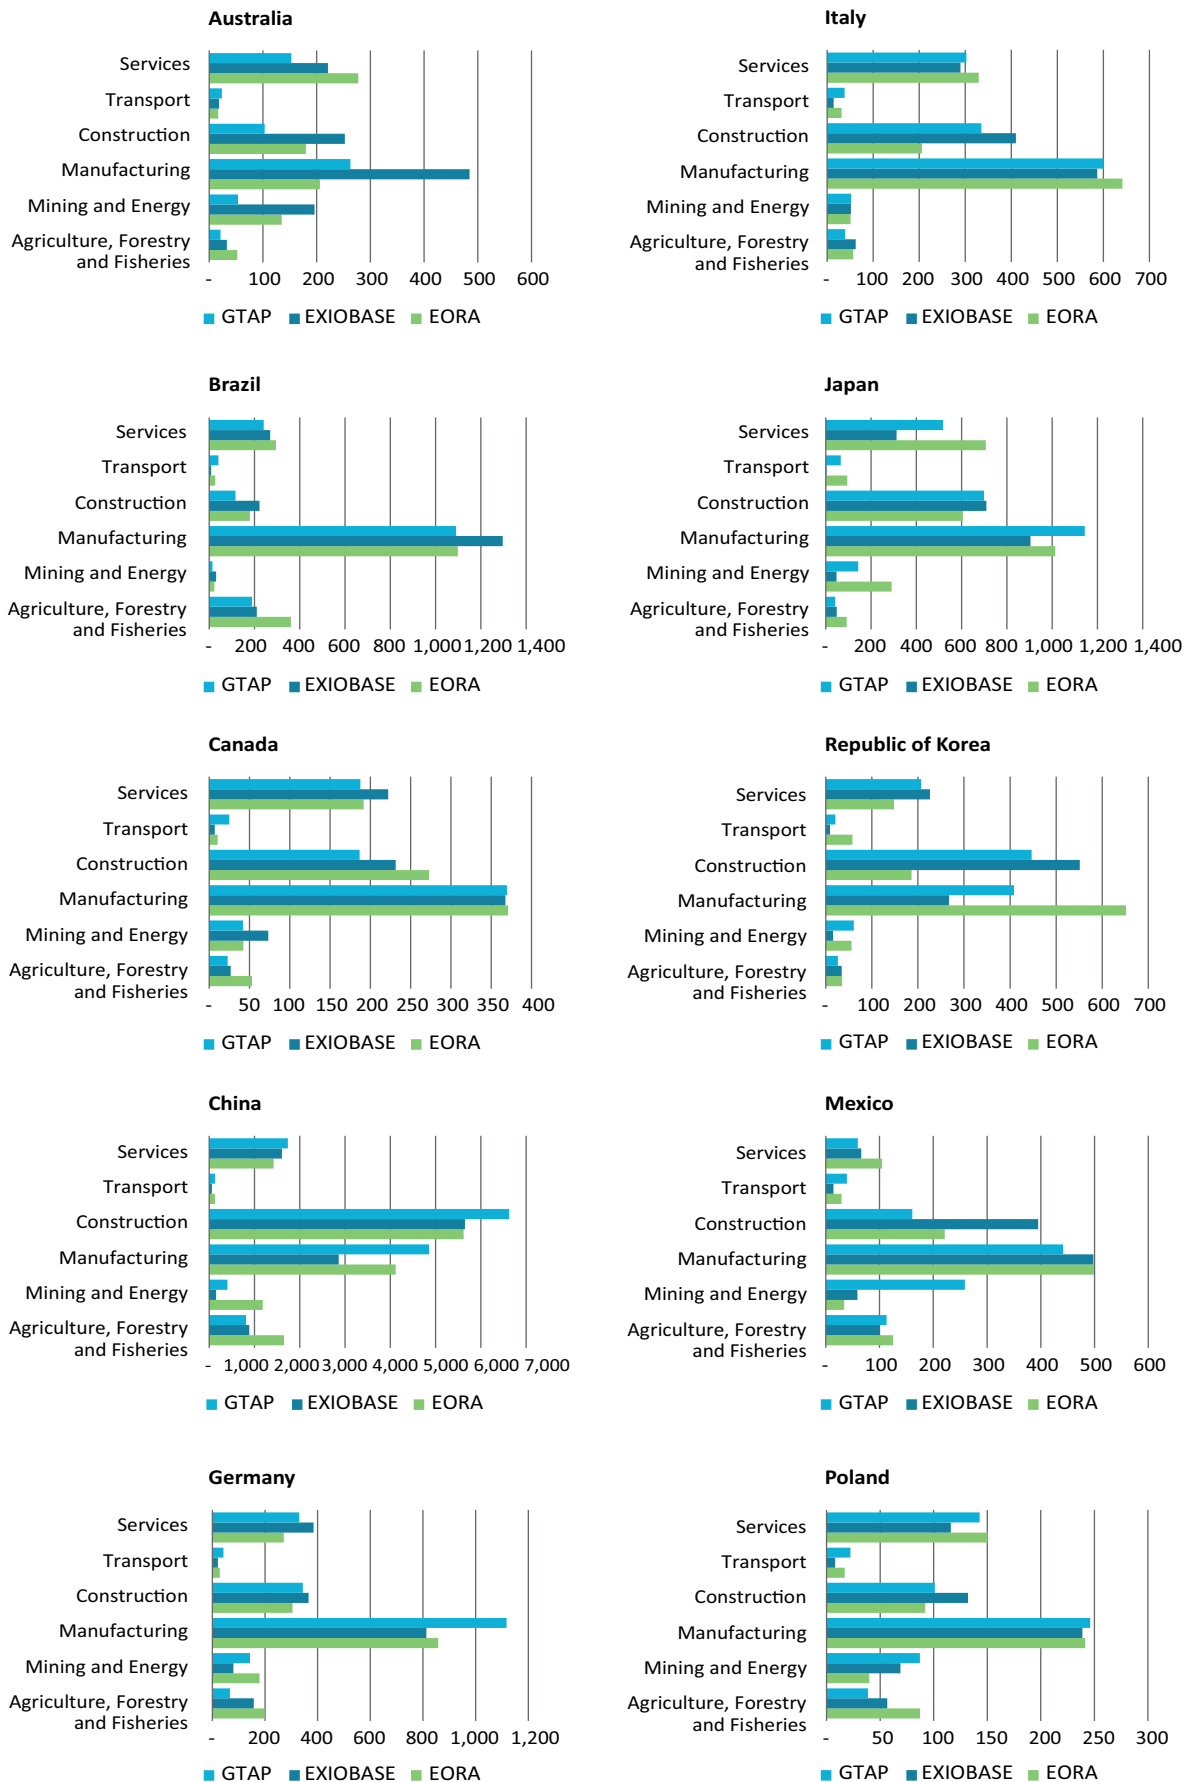 Australia
Services
Transport
Construction
Manufacturing
Mining and Energy
Agriculture, Forestry
and Fisheries
- 100 200 300 400 500 600
GTAP EXIOBASE EORA
Italy
Services
Transport
Construction
Manufacturing
Mining and Energy
Agriculture, Forestry
and Fisheries
- 100 200 300 400 500 600 700
GTAP EXIOBASE EORA
Brazil
Services
Transport
Construction
Manufacturing
Mining and Energy
Agriculture, Forestry
and Fisheries
- 200 400 600 800 1,000 1,200 1,400
GTAP EXIOBASE EORA
Japan
Services
Transport
Construction
Manufacturing
Mining and Energy
Agriculture, Forestry
and Fisheries
- 200 400 600 800 1,000 1,200 1,400
GTAP EXIOBASE EORA
Canada
Services
Transport
Construction
Manufacturing
Mining and Energy
Agriculture, Forestry
and Fisheries
- 50 100 150 200 250 300 350 400
GTAP EXIOBASE EORA
Republic of Korea
Services
Transport
Construction
Manufacturing
Mining and Energy
Agriculture, Forestry
and Fisheries
- 100 200 300 400 500 600 700
GTAP EXIOBASE EORA
China
Services
Transport
Construction
Manufacturing
Mining and Energy
Agriculture, Forestry
and Fisheries
- 1,000 2,000 3,000 4,000 5,000 6,000 7,000
GTAP EXIOBASE EORA
Mexico
Services
Transport
Construction
Manufacturing
Mining and Energy
Agriculture, Forestry
and Fisheries
- 100 200 300 400 500 600
GTAP EXIOBASE EORA
Germany
Services
Transport
Construction
Manufacturing
Mining and Energy
Agriculture, Forestry
and Fisheries
- 200 400 600 800 1,000 1,200
GTAP EXIOBASE EORA
Poland
Services
Transport
Construction
Manufacturing
Mining and Energy
Agriculture, Forestry
and Fisheries
- 50 100 150 200 250 300
GTAP EXIOBASE EORA